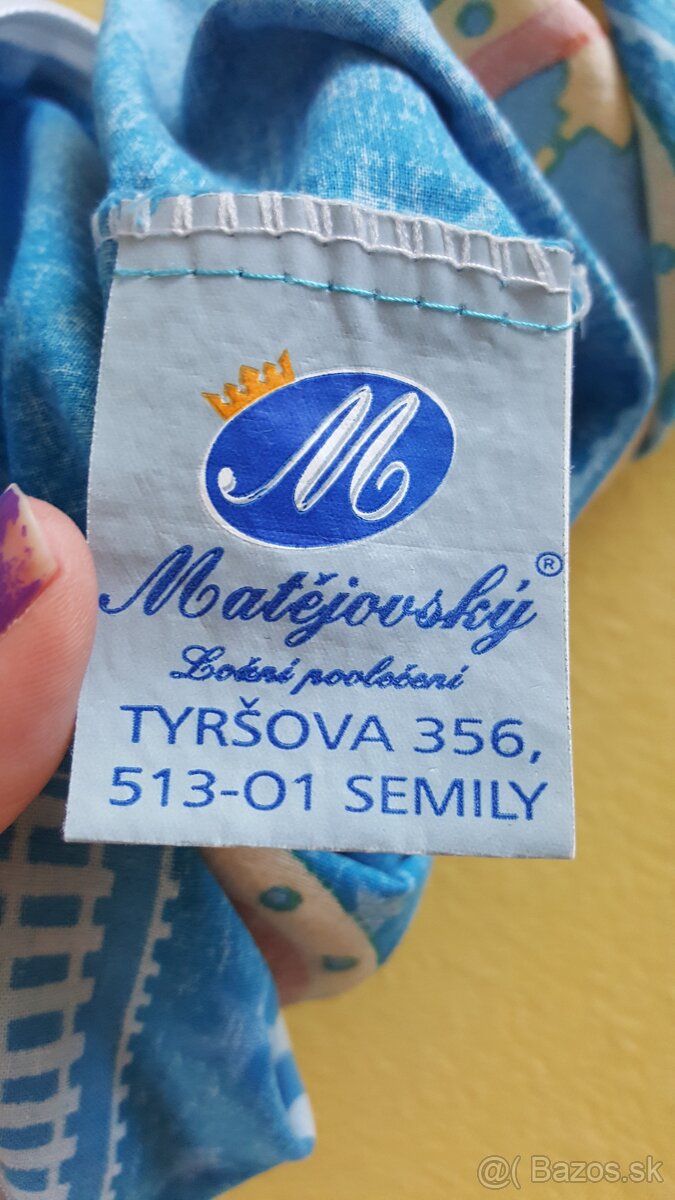 M
Matějovský®
Ložní povlečení
TYRŠOVA 356,
513-01 SEMILY
@( Bazos.sk